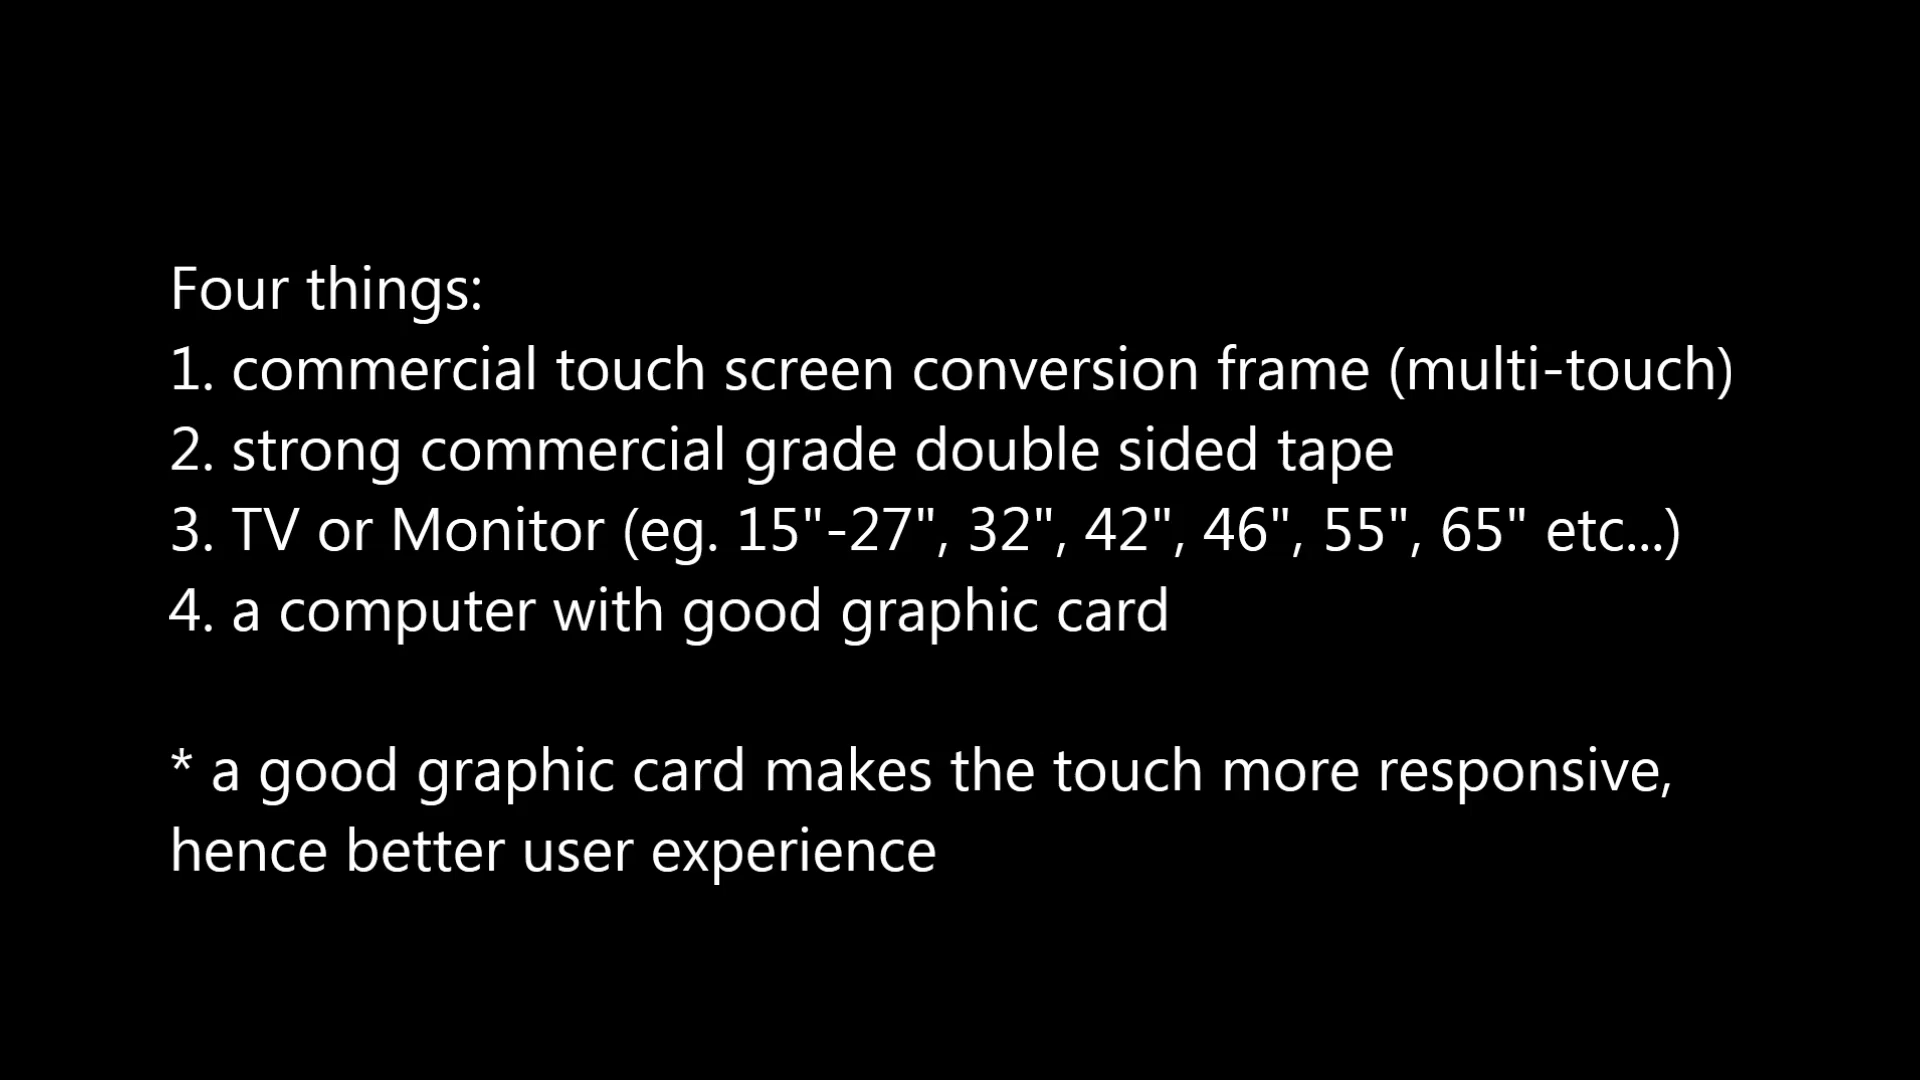 Four things:
1. commercial touch screen conversion frame (multi-touch)
2. strong commercial grade double sided tape
3. TV or Monitor (eg. 15"-27", 32", 42", 46", 55", 65" etc...)
4. a computer with good graphic card
* a good graphic card makes the touch more responsive,
hence better user experience